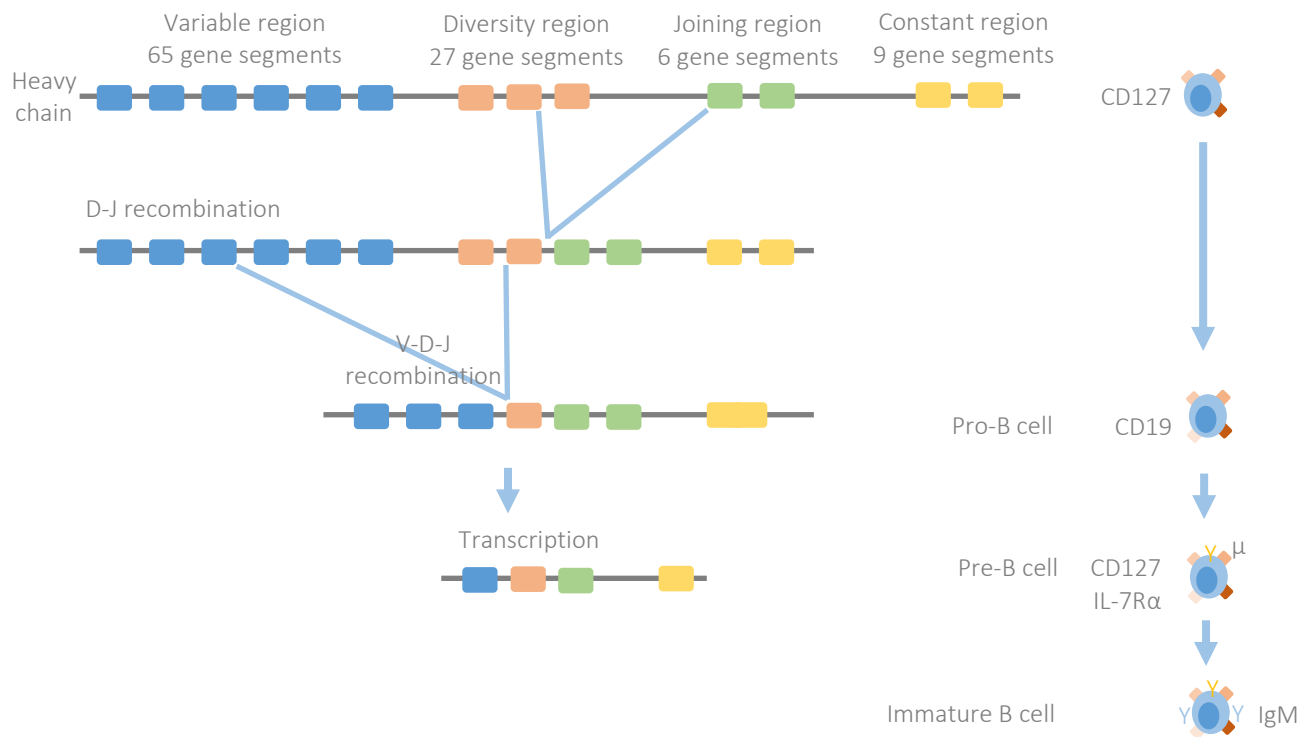 Variable region
65 gene segments
Diversity region
27 gene segments
Joining region
6 gene segments
Constant region
9 gene segments
Heavy
chain
CD127
D-J recombination
V-D-J
recombination
Pro-B cell
CD19
Transcription
Pre-B cell
CD127
IL-7Rα
Y
μ
Immature B cell
Y
Y
Y
IgM